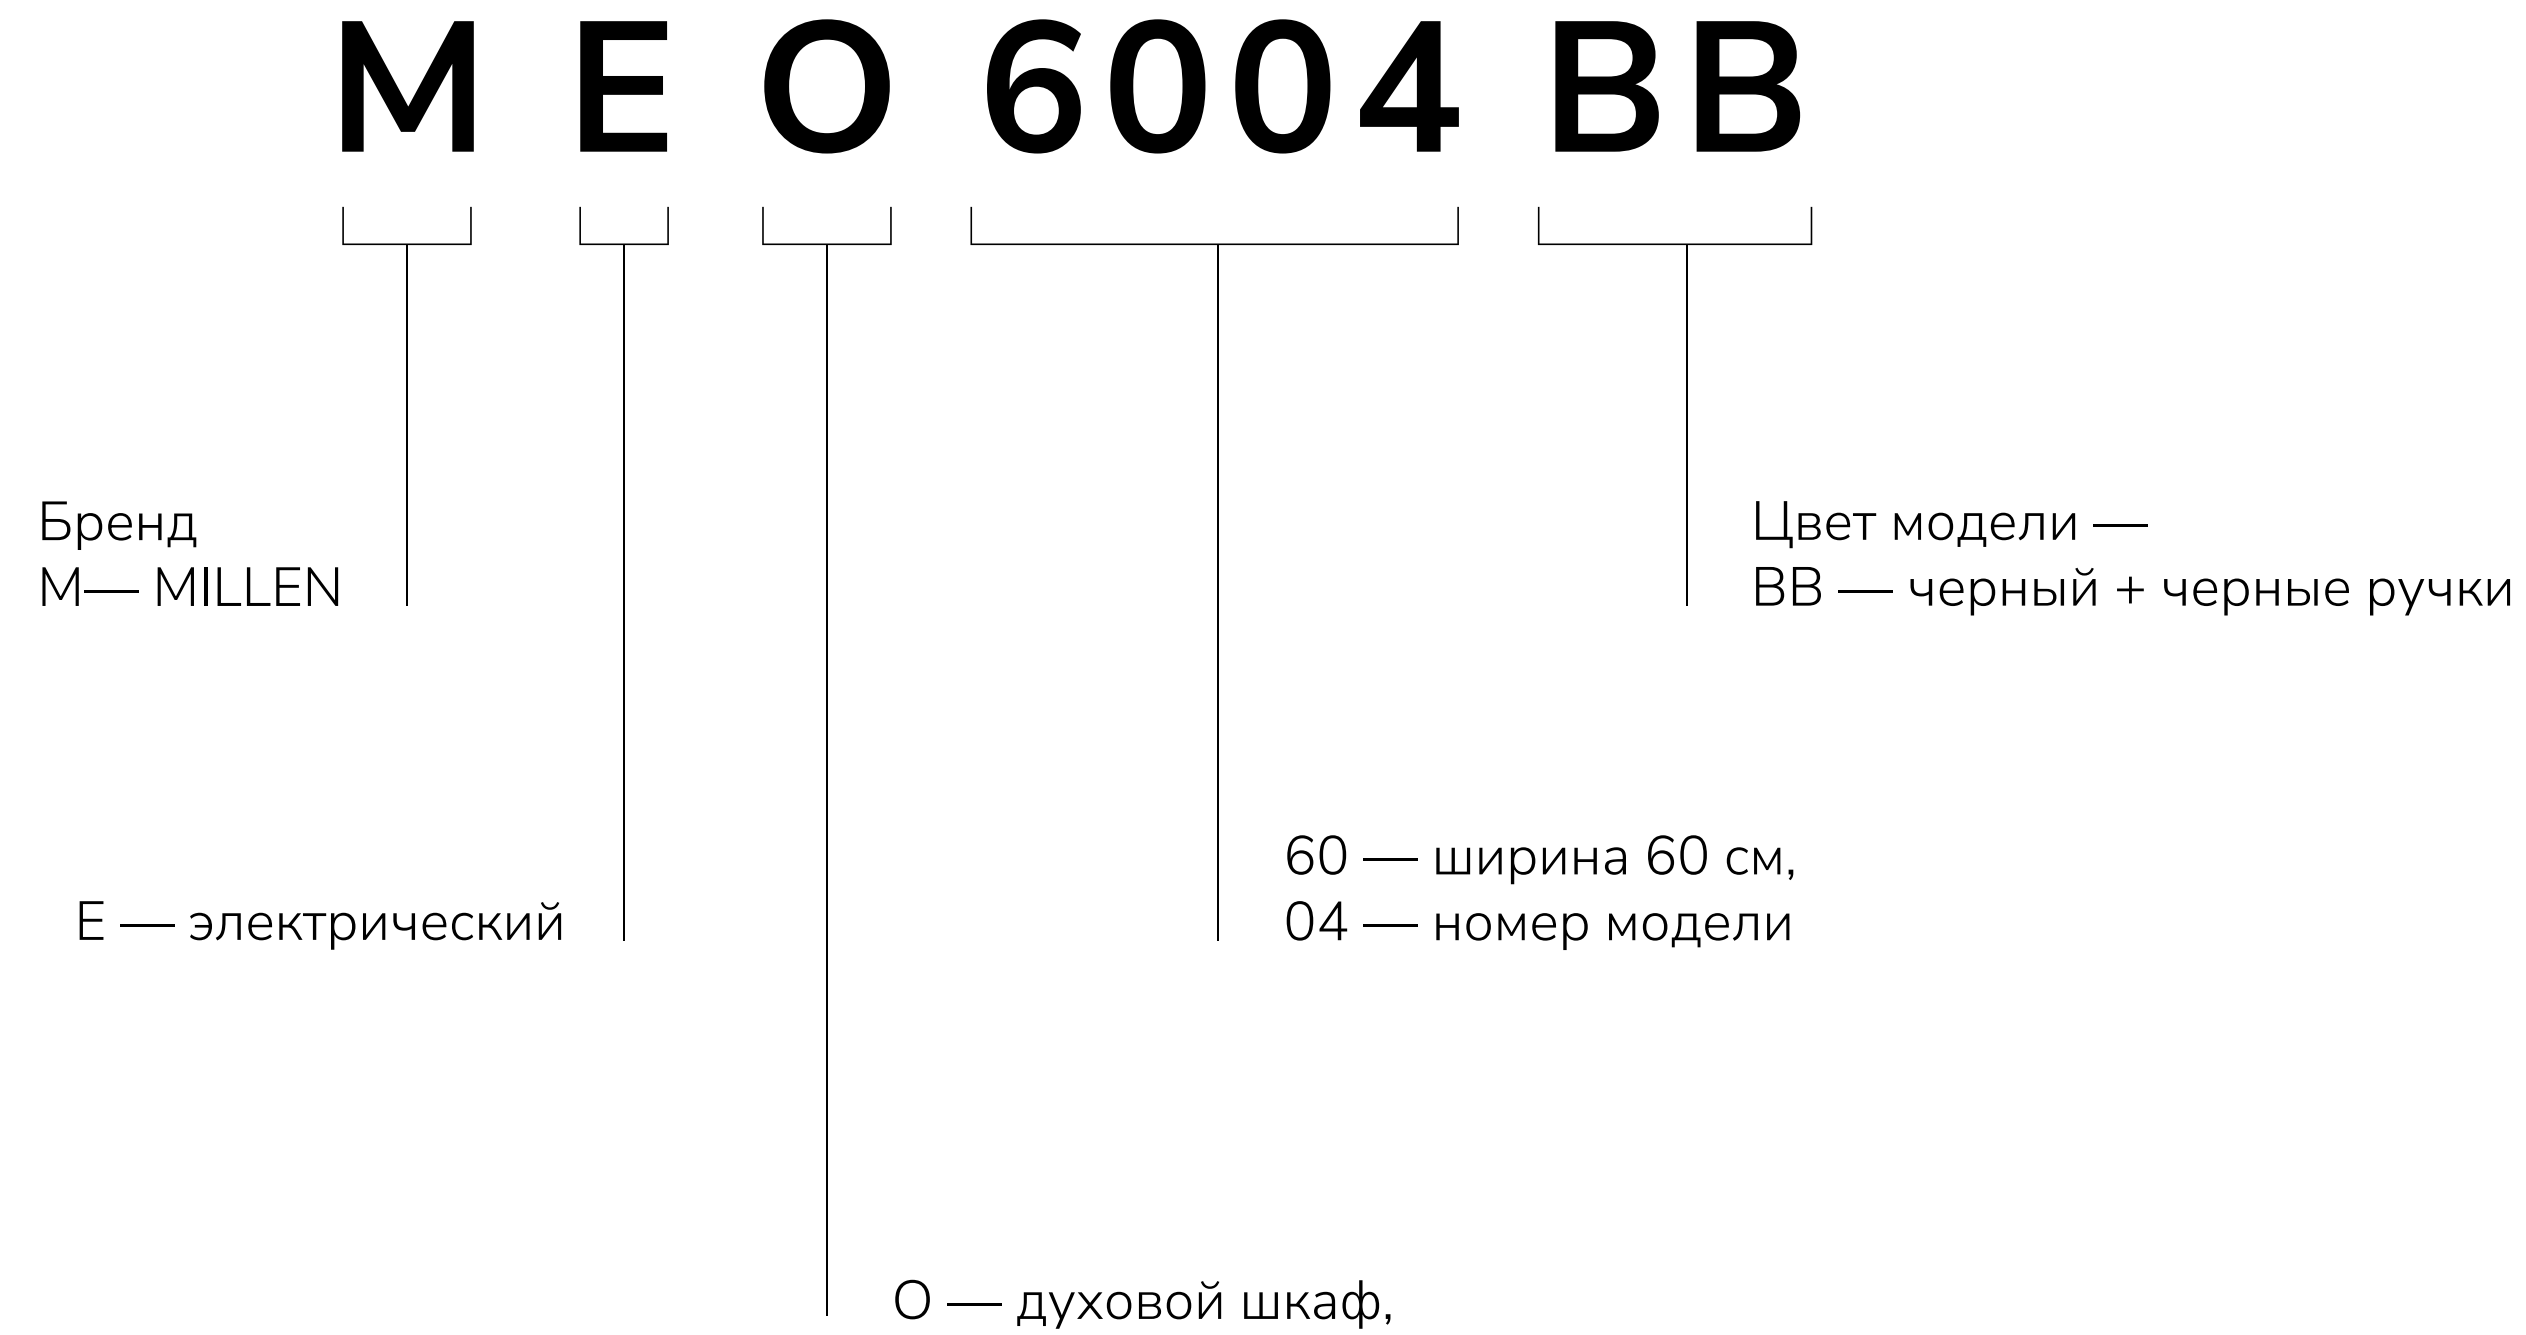 M E O 6004 BB
Бренд
M— MILLEN
Цвет модели —
BB — черный + черные ручки
E — электрический
60 — ширина 60 см,
04 — номер модели
O — духовой шкаф,